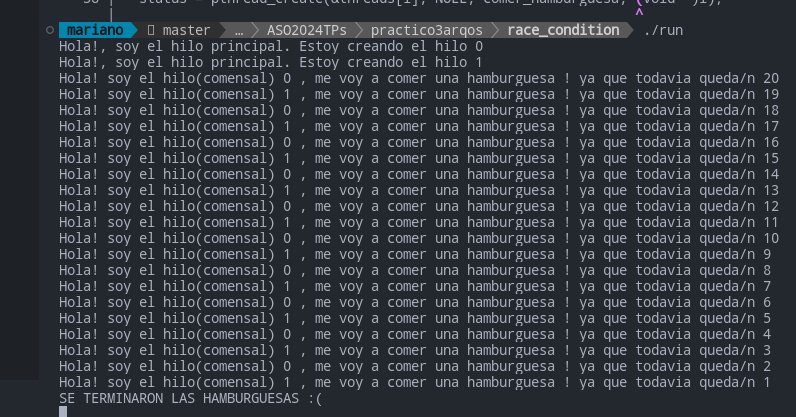 mariano master … ASO2024TPs practico3arqos race_condition ./run
Hola!, soy el hilo principal. Estoy creando el hilo 0
Hola!, soy el hilo principal. Estoy creando el hilo 1
Hola! soy el hilo(comensal) 0 , me voy a comer una hamburguesa ! ya que todavia queda/n 20
Hola! soy el hilo(comensal) 1 , me voy a comer una hamburguesa ! ya que todavia queda/n 19
Hola! soy el hilo(comensal) 0 , me voy a comer una hamburguesa ! ya que todavia queda/n 18
Hola! soy el hilo(comensal) 1 , me voy a comer una hamburguesa ! ya que todavia queda/n 17
Hola! soy el hilo(comensal) 0 , me voy a comer una hamburguesa ! ya que todavia queda/n 16
Hola! soy el hilo(comensal) 1 , me voy a comer una hamburguesa ! ya que todavia queda/n 15
Hola! soy el hilo(comensal) 0 , me voy a comer una hamburguesa ! ya que todavia queda/n 14
Hola! soy el hilo(comensal) 1 , me voy a comer una hamburguesa ! ya que todavia queda/n 13
Hola! soy el hilo(comensal) 0 , me voy a comer una hamburguesa ! ya que todavia queda/n 12
Hola! soy el hilo(comensal) 1 , me voy a comer una hamburguesa ! ya que todavia queda/n 11
Hola! soy el hilo(comensal) 0 , me voy a comer una hamburguesa ! ya que todavia queda/n 10
Hola! soy el hilo(comensal) 1 , me voy a comer una hamburguesa ! ya que todavia queda/n 9
Hola! soy el hilo(comensal) 0 , me voy a comer una hamburguesa ! ya que todavia queda/n 8
Hola! soy el hilo(comensal) 1 , me voy a comer una hamburguesa ! ya que todavia queda/n 7
Hola! soy el hilo(comensal) 0 , me voy a comer una hamburguesa ! ya que todavia queda/n 6
Hola! soy el hilo(comensal) 1 , me voy a comer una hamburguesa ! ya que todavia queda/n 5
Hola! soy el hilo(comensal) 0 , me voy a comer una hamburguesa ! ya que todavia queda/n 4
Hola! soy el hilo(comensal) 1 , me voy a comer una hamburguesa ! ya que todavia queda/n 3
Hola! soy el hilo(comensal) 0 , me voy a comer una hamburguesa ! ya que todavia queda/n 2
Hola! soy el hilo(comensal) 1 , me voy a comer una hamburguesa ! ya que todavia queda/n 1
SE TERMINARON LAS HAMBURGUESAS :(